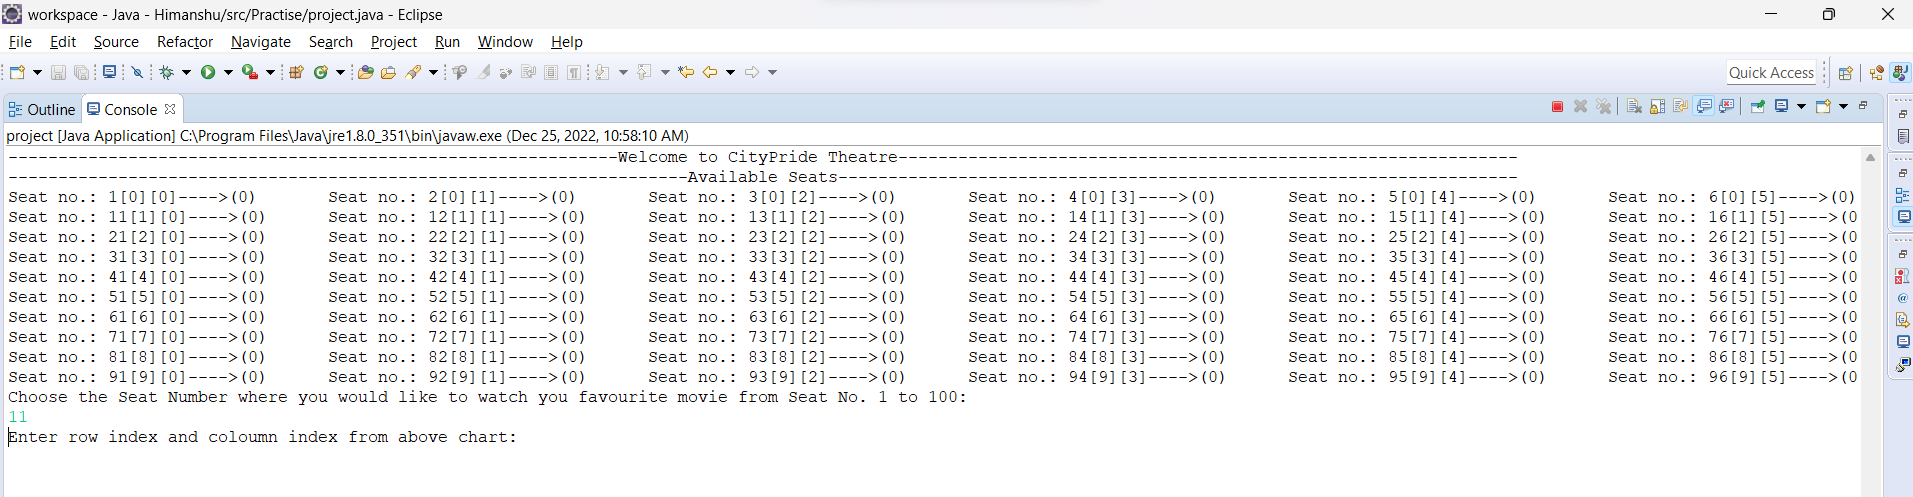 workspace - Java - Himanshu/src/Practise/project.java - Eclipse
File Edit Source Refactor Navigate Search Project Run Window Help
Quick Access
Outline Console
project [Java Application] C:\Program Files\Java\jre1.8.0_351\bin\javaw.exe (Dec 25, 2022, 10:58:10 AM)
-------------------------------------------------------------Welcome to CityPride Theatre--------------------------------------------------------------
--------------------------------------------------------------------Available Seats--------------------------------------------------------------------
Seat no.: 1[0][0]---->(0) Seat no.: 2[0][1]---->(0) Seat no.: 3[0][2]---->(0) Seat no.: 4[0][3]---->(0) Seat no.: 5[0][4]---->(0) Seat no.: 6[0][5]---->(0)
Seat no.: 11[1][0]---->(0) Seat no.: 12[1][1]---->(0) Seat no.: 13[1][2]---->(0) Seat no.: 14[1][3]---->(0) Seat no.: 15[1][4]---->(0) Seat no.: 16[1][5]---->(0
Seat no.: 21[2][0]---->(0) Seat no.: 22[2][1]---->(0) Seat no.: 23[2][2]---->(0) Seat no.: 24[2][3]---->(0) Seat no.: 25[2][4]---->(0) Seat no.: 26[2][5]---->(0
Seat no.: 31[3][0]---->(0) Seat no.: 32[3][1]---->(0) Seat no.: 33[3][2]---->(0) Seat no.: 34[3][3]---->(0) Seat no.: 35[3][4]---->(0) Seat no.: 36[3][5]---->(0
Seat no.: 41[4][0]---->(0) Seat no.: 42[4][1]---->(0) Seat no.: 43[4][2]---->(0) Seat no.: 44[4][3]---->(0) Seat no.: 45[4][4]---->(0) Seat no.: 46[4][5]---->(0
Seat no.: 51[5][0]---->(0) Seat no.: 52[5][1]---->(0) Seat no.: 53[5][2]---->(0) Seat no.: 54[5][3]---->(0) Seat no.: 55[5][4]---->(0) Seat no.: 56[5][5]---->(0
Seat no.: 61[6][0]---->(0) Seat no.: 62[6][1]---->(0) Seat no.: 63[6][2]---->(0) Seat no.: 64[6][3]---->(0) Seat no.: 65[6][4]---->(0) Seat no.: 66[6][5]---->(0
Seat no.: 71[7][0]---->(0) Seat no.: 72[7][1]---->(0) Seat no.: 73[7][2]---->(0) Seat no.: 74[7][3]---->(0) Seat no.: 75[7][4]---->(0) Seat no.: 76[7][5]---->(0
Seat no.: 81[8][0]---->(0) Seat no.: 82[8][1]---->(0) Seat no.: 83[8][2]---->(0) Seat no.: 84[8][3]---->(0) Seat no.: 85[8][4]---->(0) Seat no.: 86[8][5]---->(0
Seat no.: 91[9][0]---->(0) Seat no.: 92[9][1]---->(0) Seat no.: 93[9][2]---->(0) Seat no.: 94[9][3]---->(0) Seat no.: 95[9][4]---->(0) Seat no.: 96[9][5]---->(0
Choose the Seat Number where you would like to watch you favourite movie from Seat No. 1 to 100:
11
Enter row index and coloumn index from above chart: